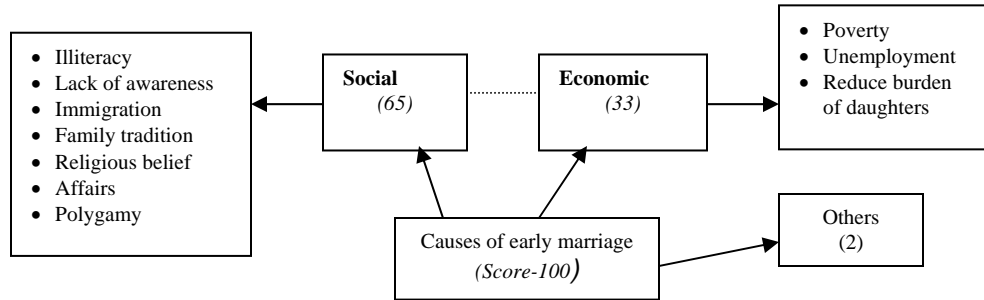 • Illiteracy
• Lack of awareness
• Immigration
• Family tradition
• Religious belief
• Affairs
• Polygamy
Social
(65)
Economic
(33)
• Poverty
• Unemployment
• Reduce burden
of daughters
Causes of early marriage
(Score-100)
Others
(2)